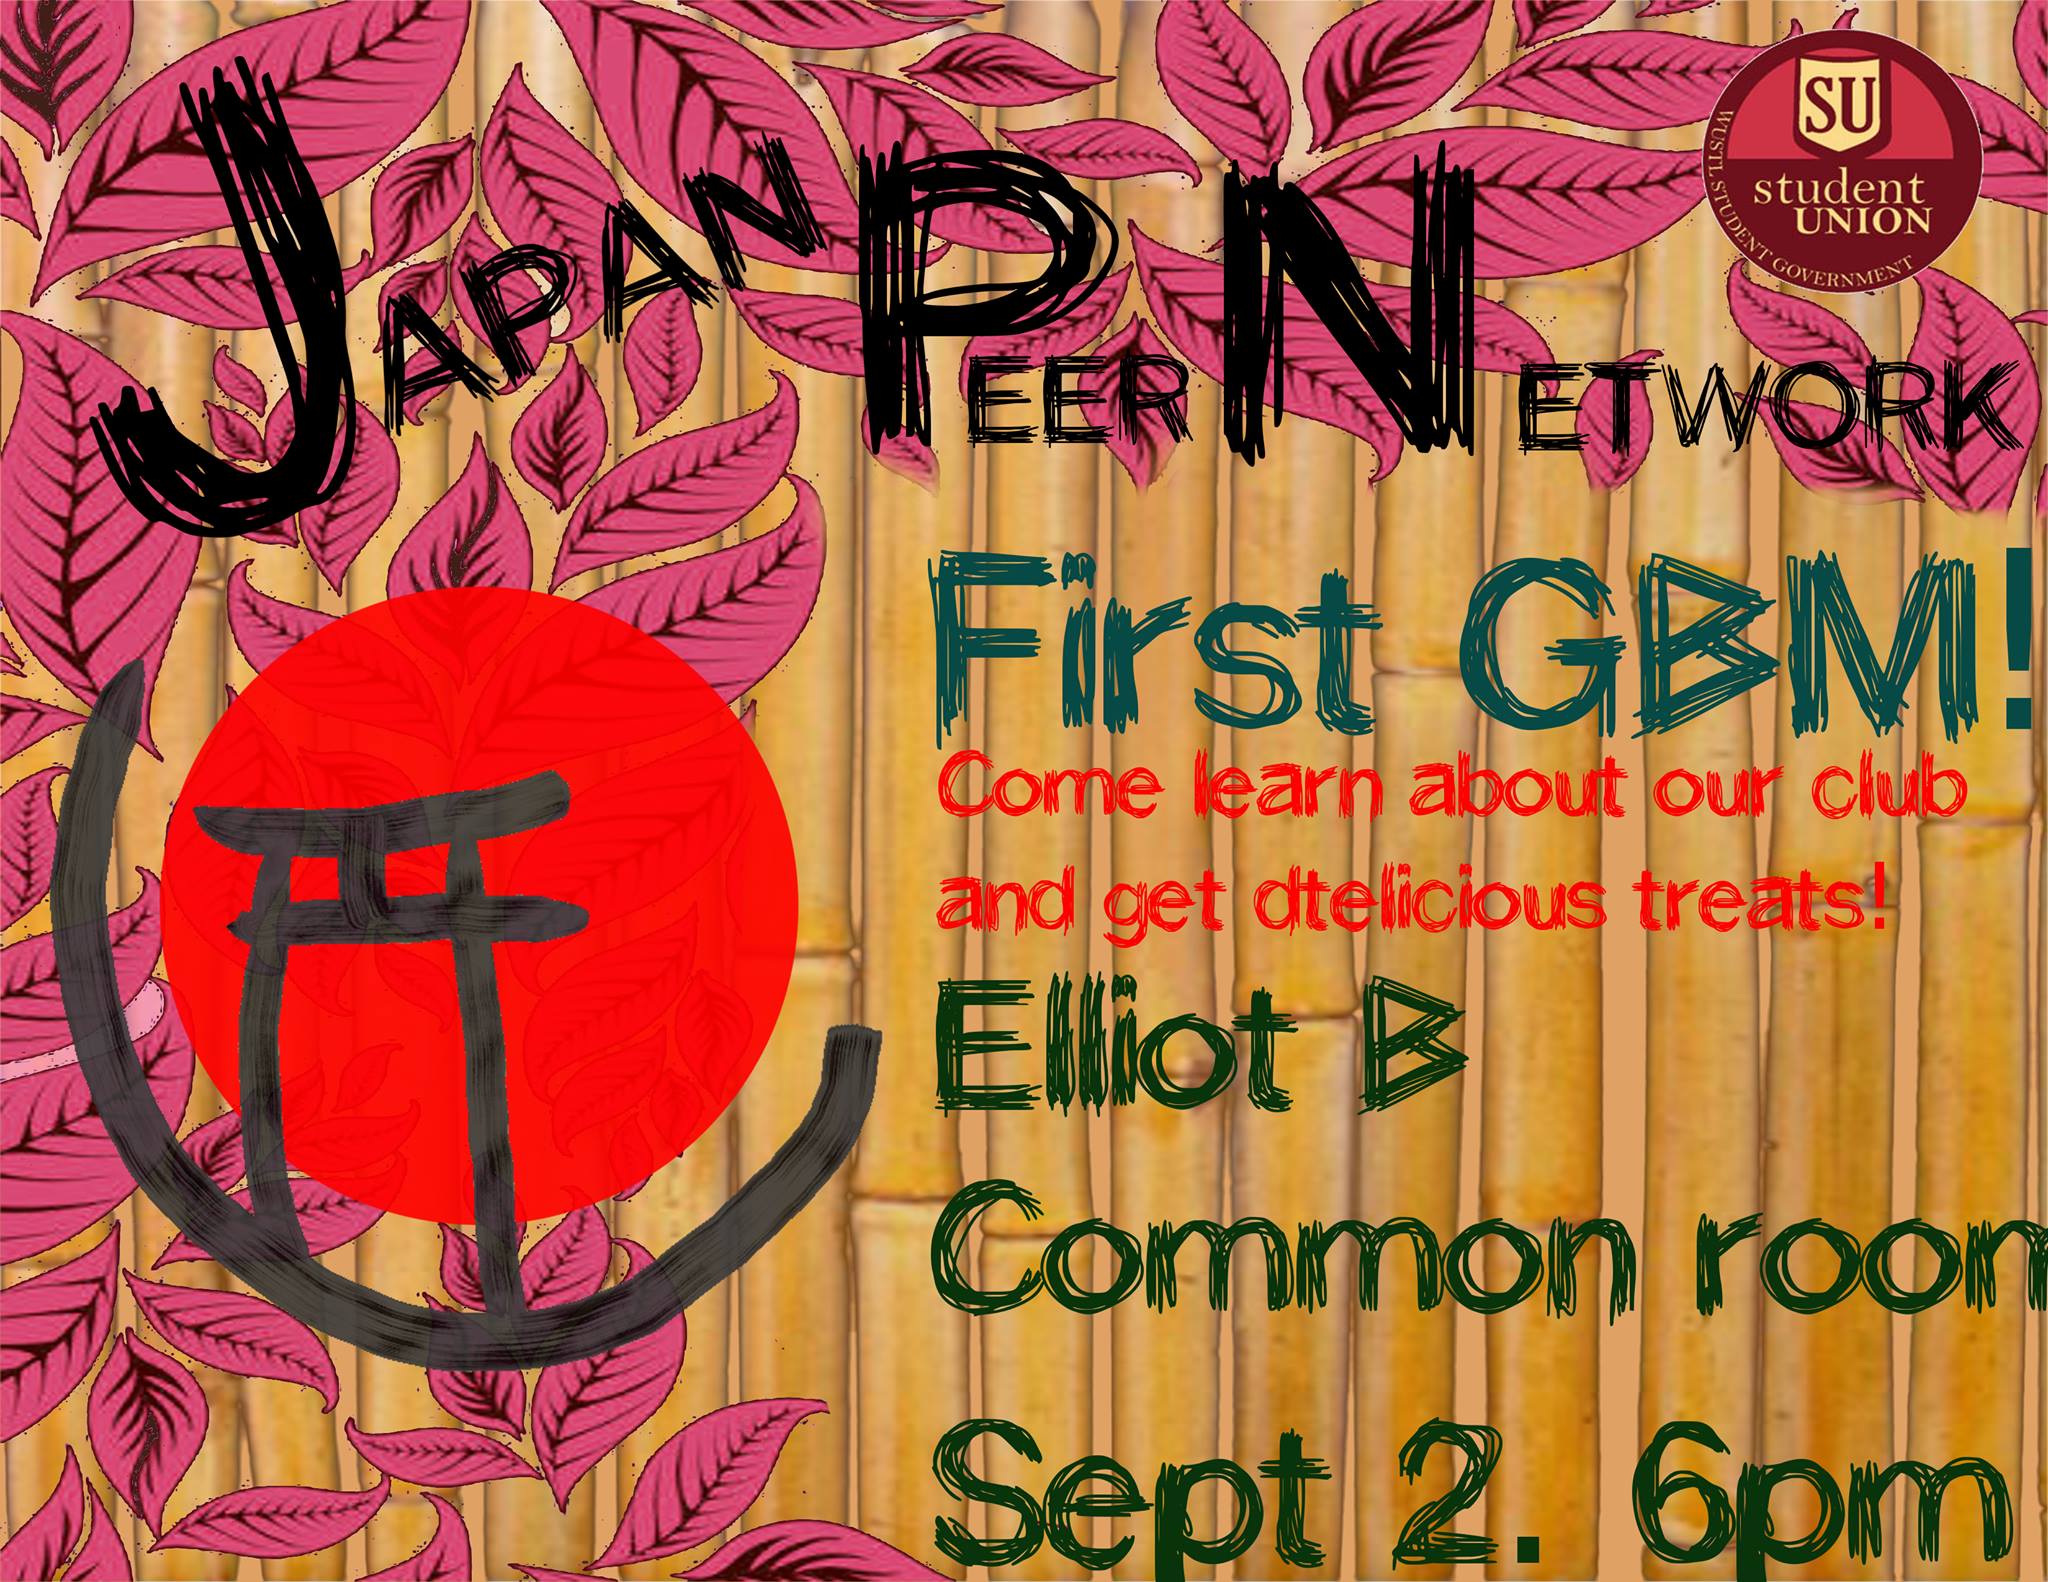 Japan Peer Network
SU
student
UNION
WUSTL STUDENT GOVERNMENT
First GBM!
Come learn about our club
and get dtelicious treats!
Elliot B
Common room
Sept 2. 6pm